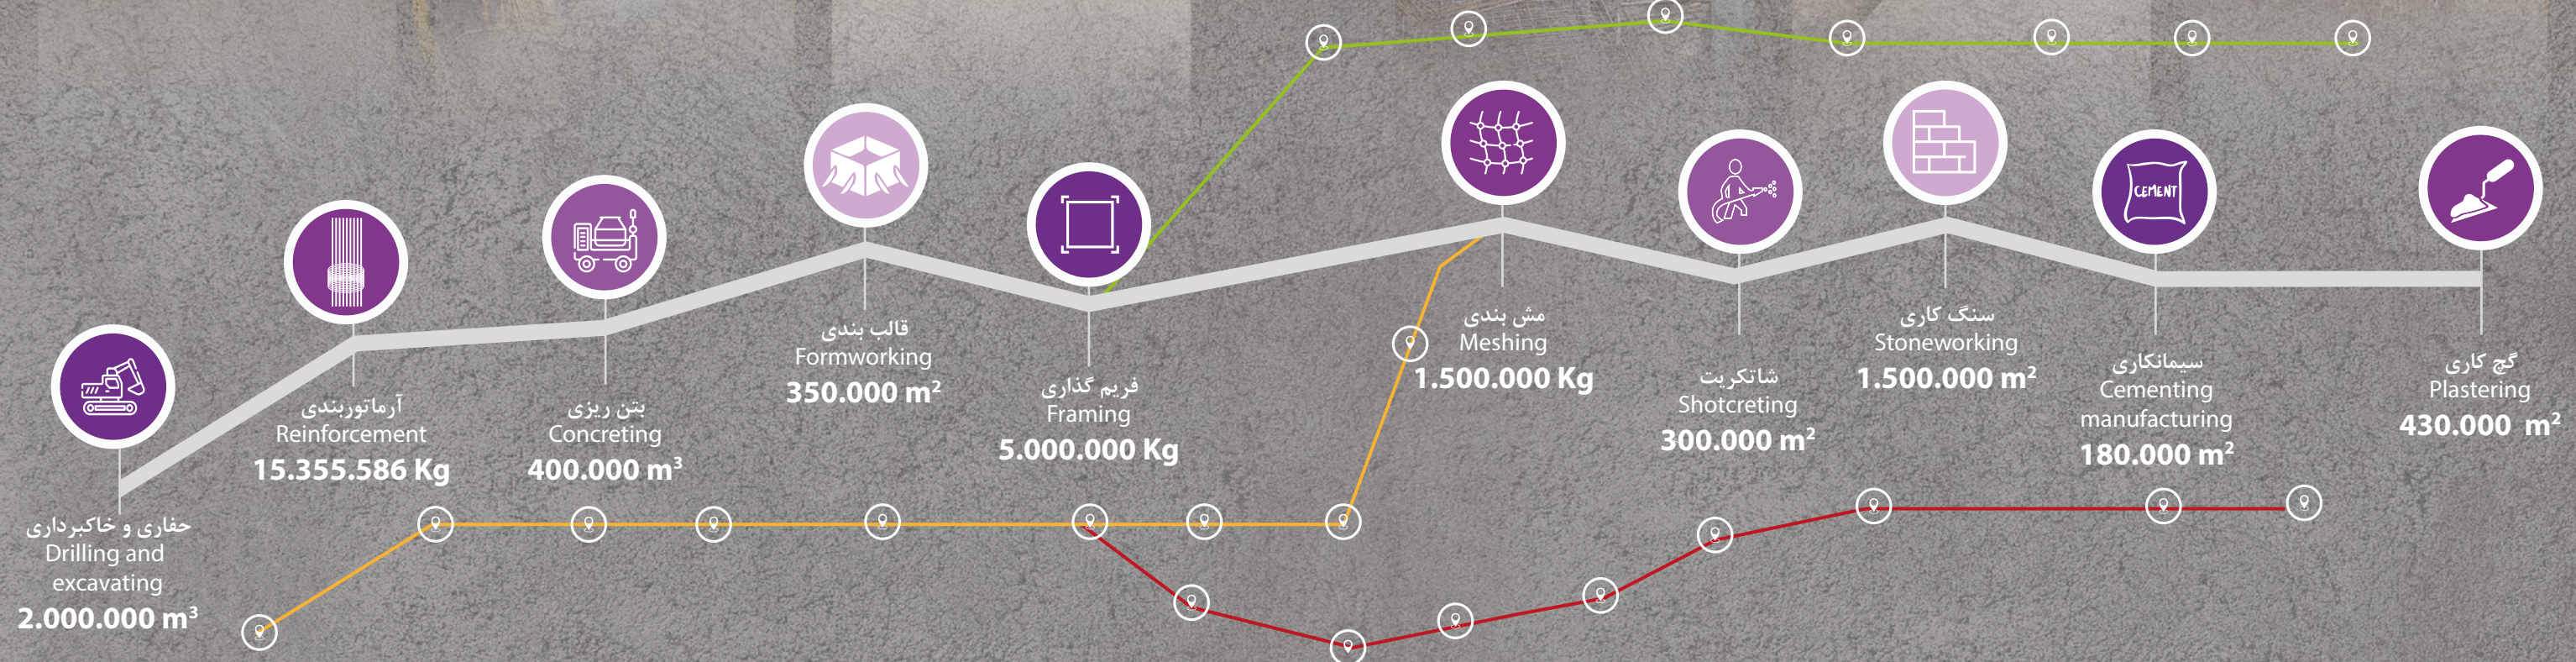 حفاری و خاکبرداری
Drilling and
excavating
2.000.000 m³
آرماتوربندی
Reinforcement
15.355.586 Kg
بتن ریزی
Concreting
400.000 m³
قالب بندی
Formworking
350.000 m²
فریم گذاری
Framing
5.000.000 Kg
مش بندی
Meshing
1.500.000 Kg
شاتکریت
Shotcreting
300.000 m²
سنگ کاری
Stoneworking
1.500.000 m²
CEMENT
سیمانکاری
Cementing
manufacturing
180.000 m²
گچ کاری
Plastering
430.000 m²